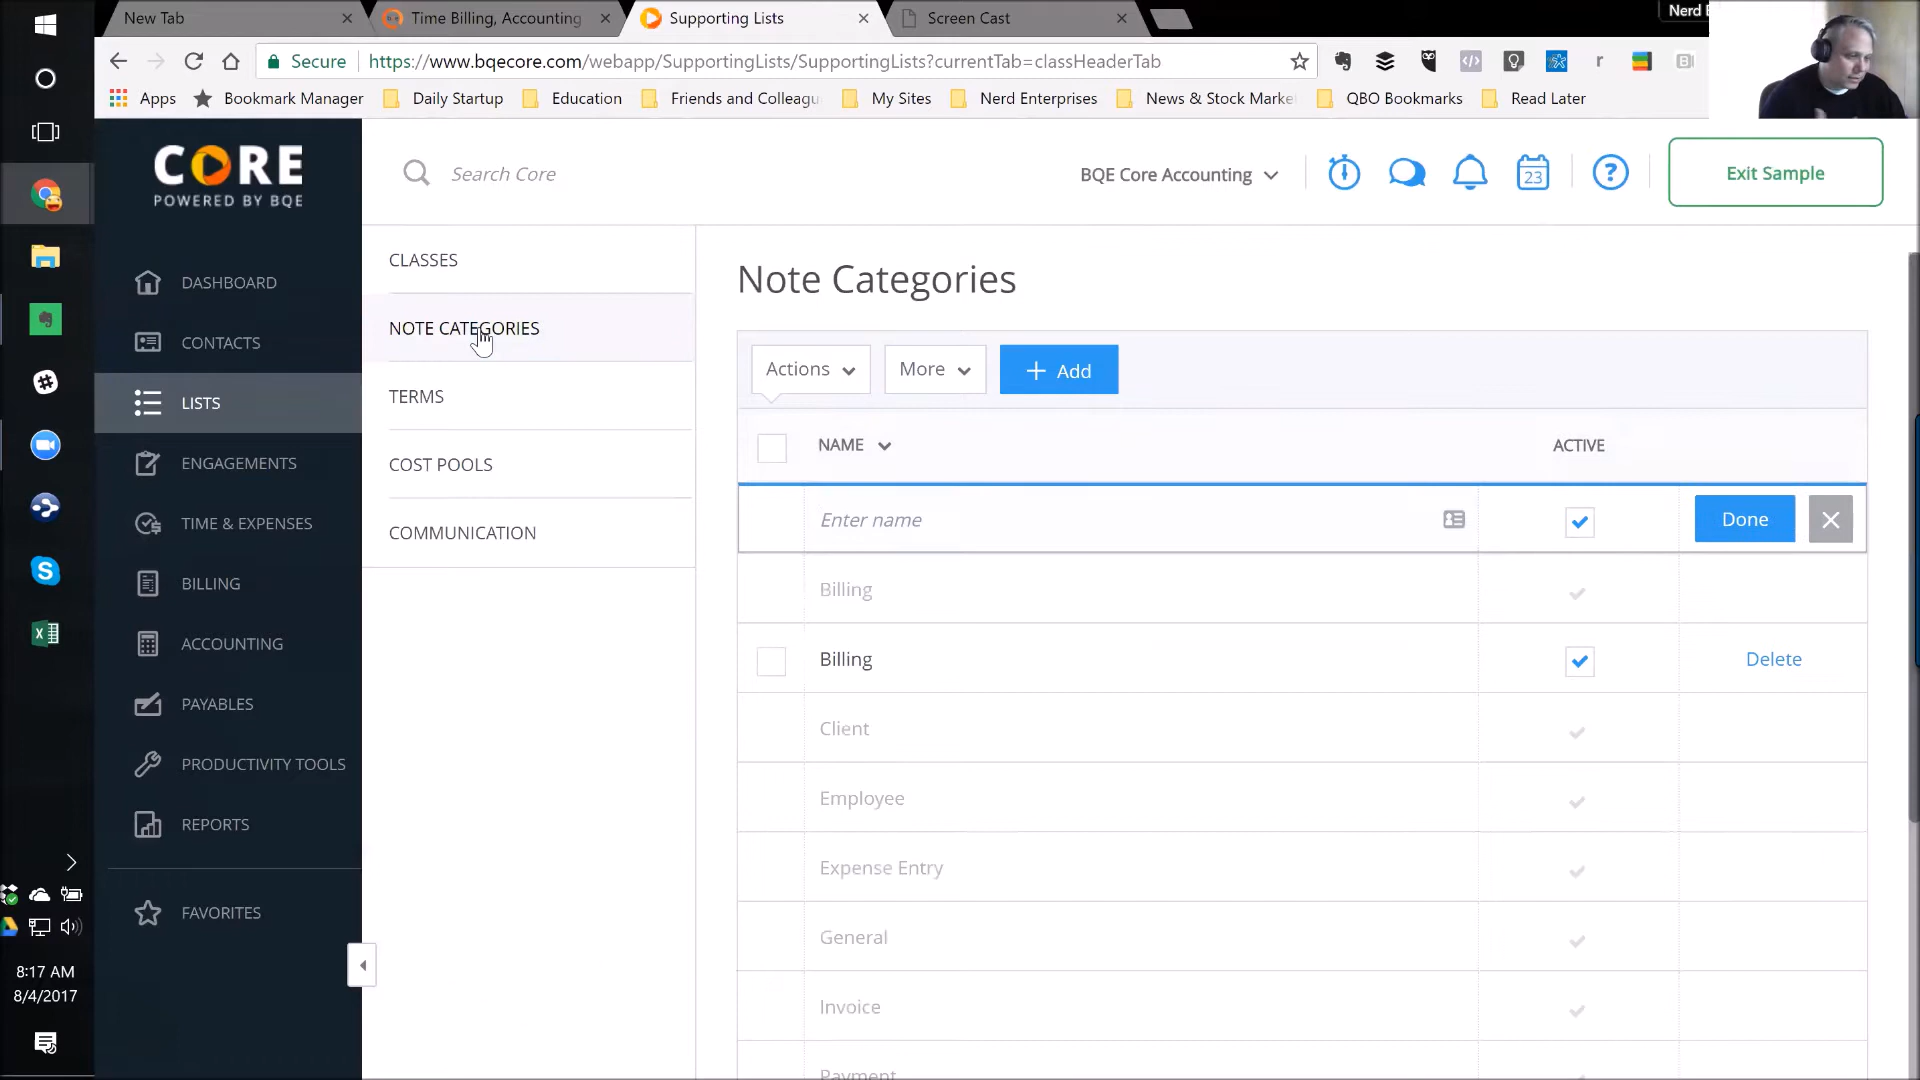 New Tab
Time Billing, Accounting
Supporting Lists
Screen Cast
Secure
https://www.bqecore.com/webapp/SupportingLists/SupportingLists?currentTab=classHeaderTab
Apps
Bookmark Manager
Daily Startup
Education
Friends and Colleagu
My Sites
Nerd Enterprises
News & Stock Marke
QBO Bookmarks
Read Later
CORE
POWERED BY BQE
Search Core
BQE Core Accounting
23
Exit Sample
DASHBOARD
CONTACTS
LISTS
ENGAGEMENTS
TIME & EXPENSES
BILLING
ACCOUNTING
PAYABLES
PRODUCTIVITY TOOLS
REPORTS
FAVORITES
CLASSES
NOTE CATEGORIES
TERMS
COST POOLS
COMMUNICATION
Note Categories
Actions
More
+ Add
NAME
ACTIVE
Enter name
Done
Billing
Billing
Delete
Client
Employee
Expense Entry
General
Invoice
Payment
8:17 AM
8/4/2017